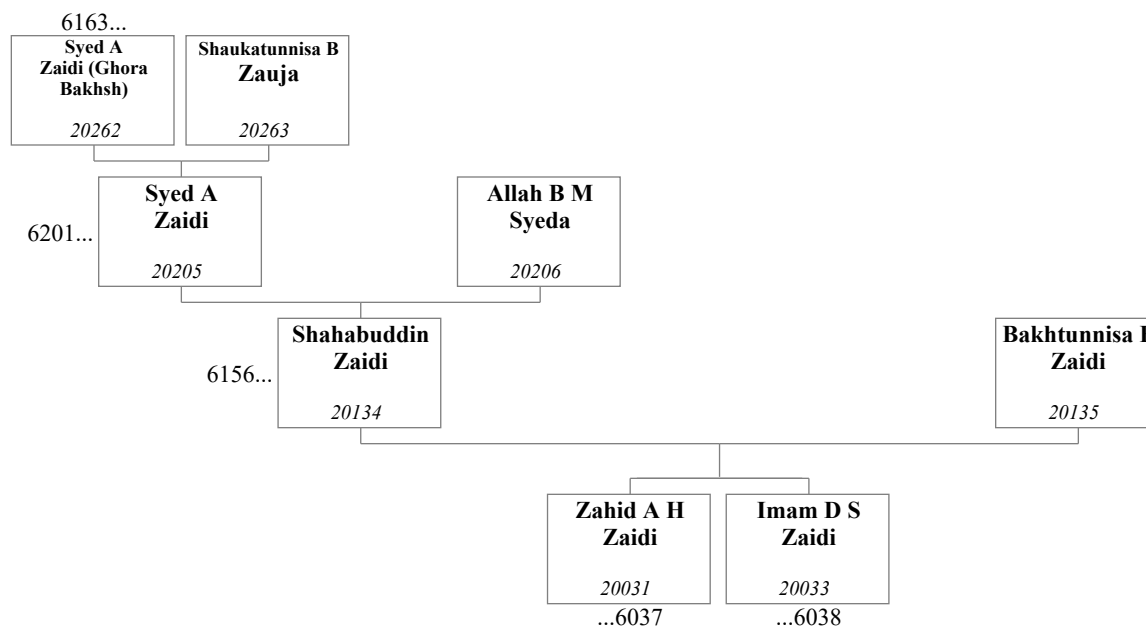 6163...
Syed A
Zaidi (Ghora
Bakhsh)
20262
Shaukatunnisa B
Zauja
20263
6201...
Syed A
Zaidi
20205
Allah B M
Syeda
20206
6156...
Shahabuddin
Zaidi
20134
Bakhtunnisa
Zaidi
20135
Zahid A H
Zaidi
20031
...6037
Imam D S
Zaidi
20033
...6038